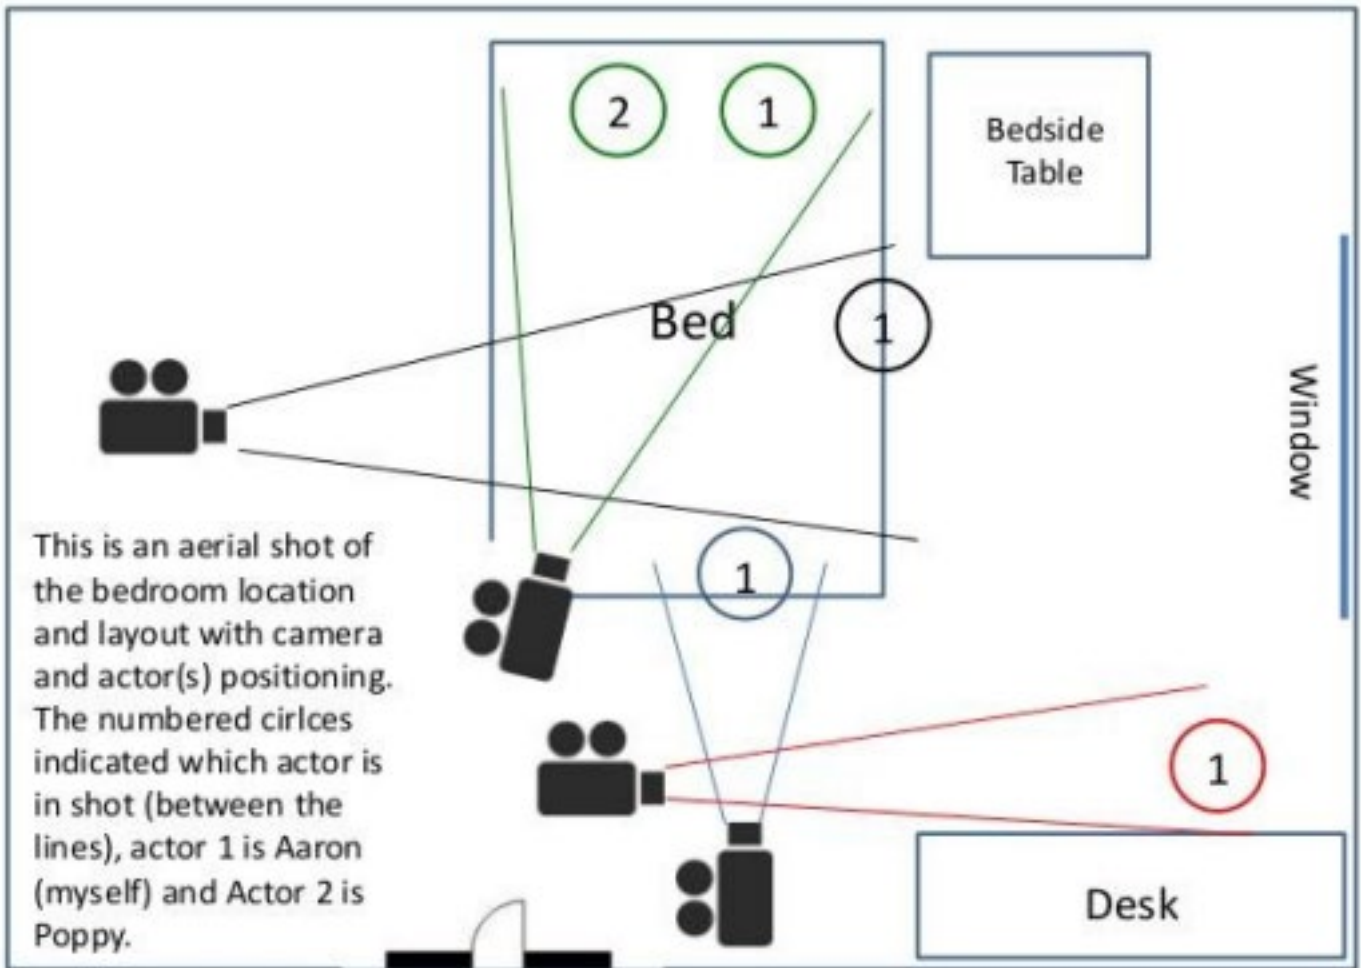 2
1
Bedside
Table
Bed
1
Window
This is an aerial shot of
the bedroom location
and layout with camera
and actor(s) positioning.
The numbered cirlces
indicated which actor is
in shot (between the
lines), actor 1 is Aaron
(myself) and Actor 2 is
Poppy.
1
1
Desk